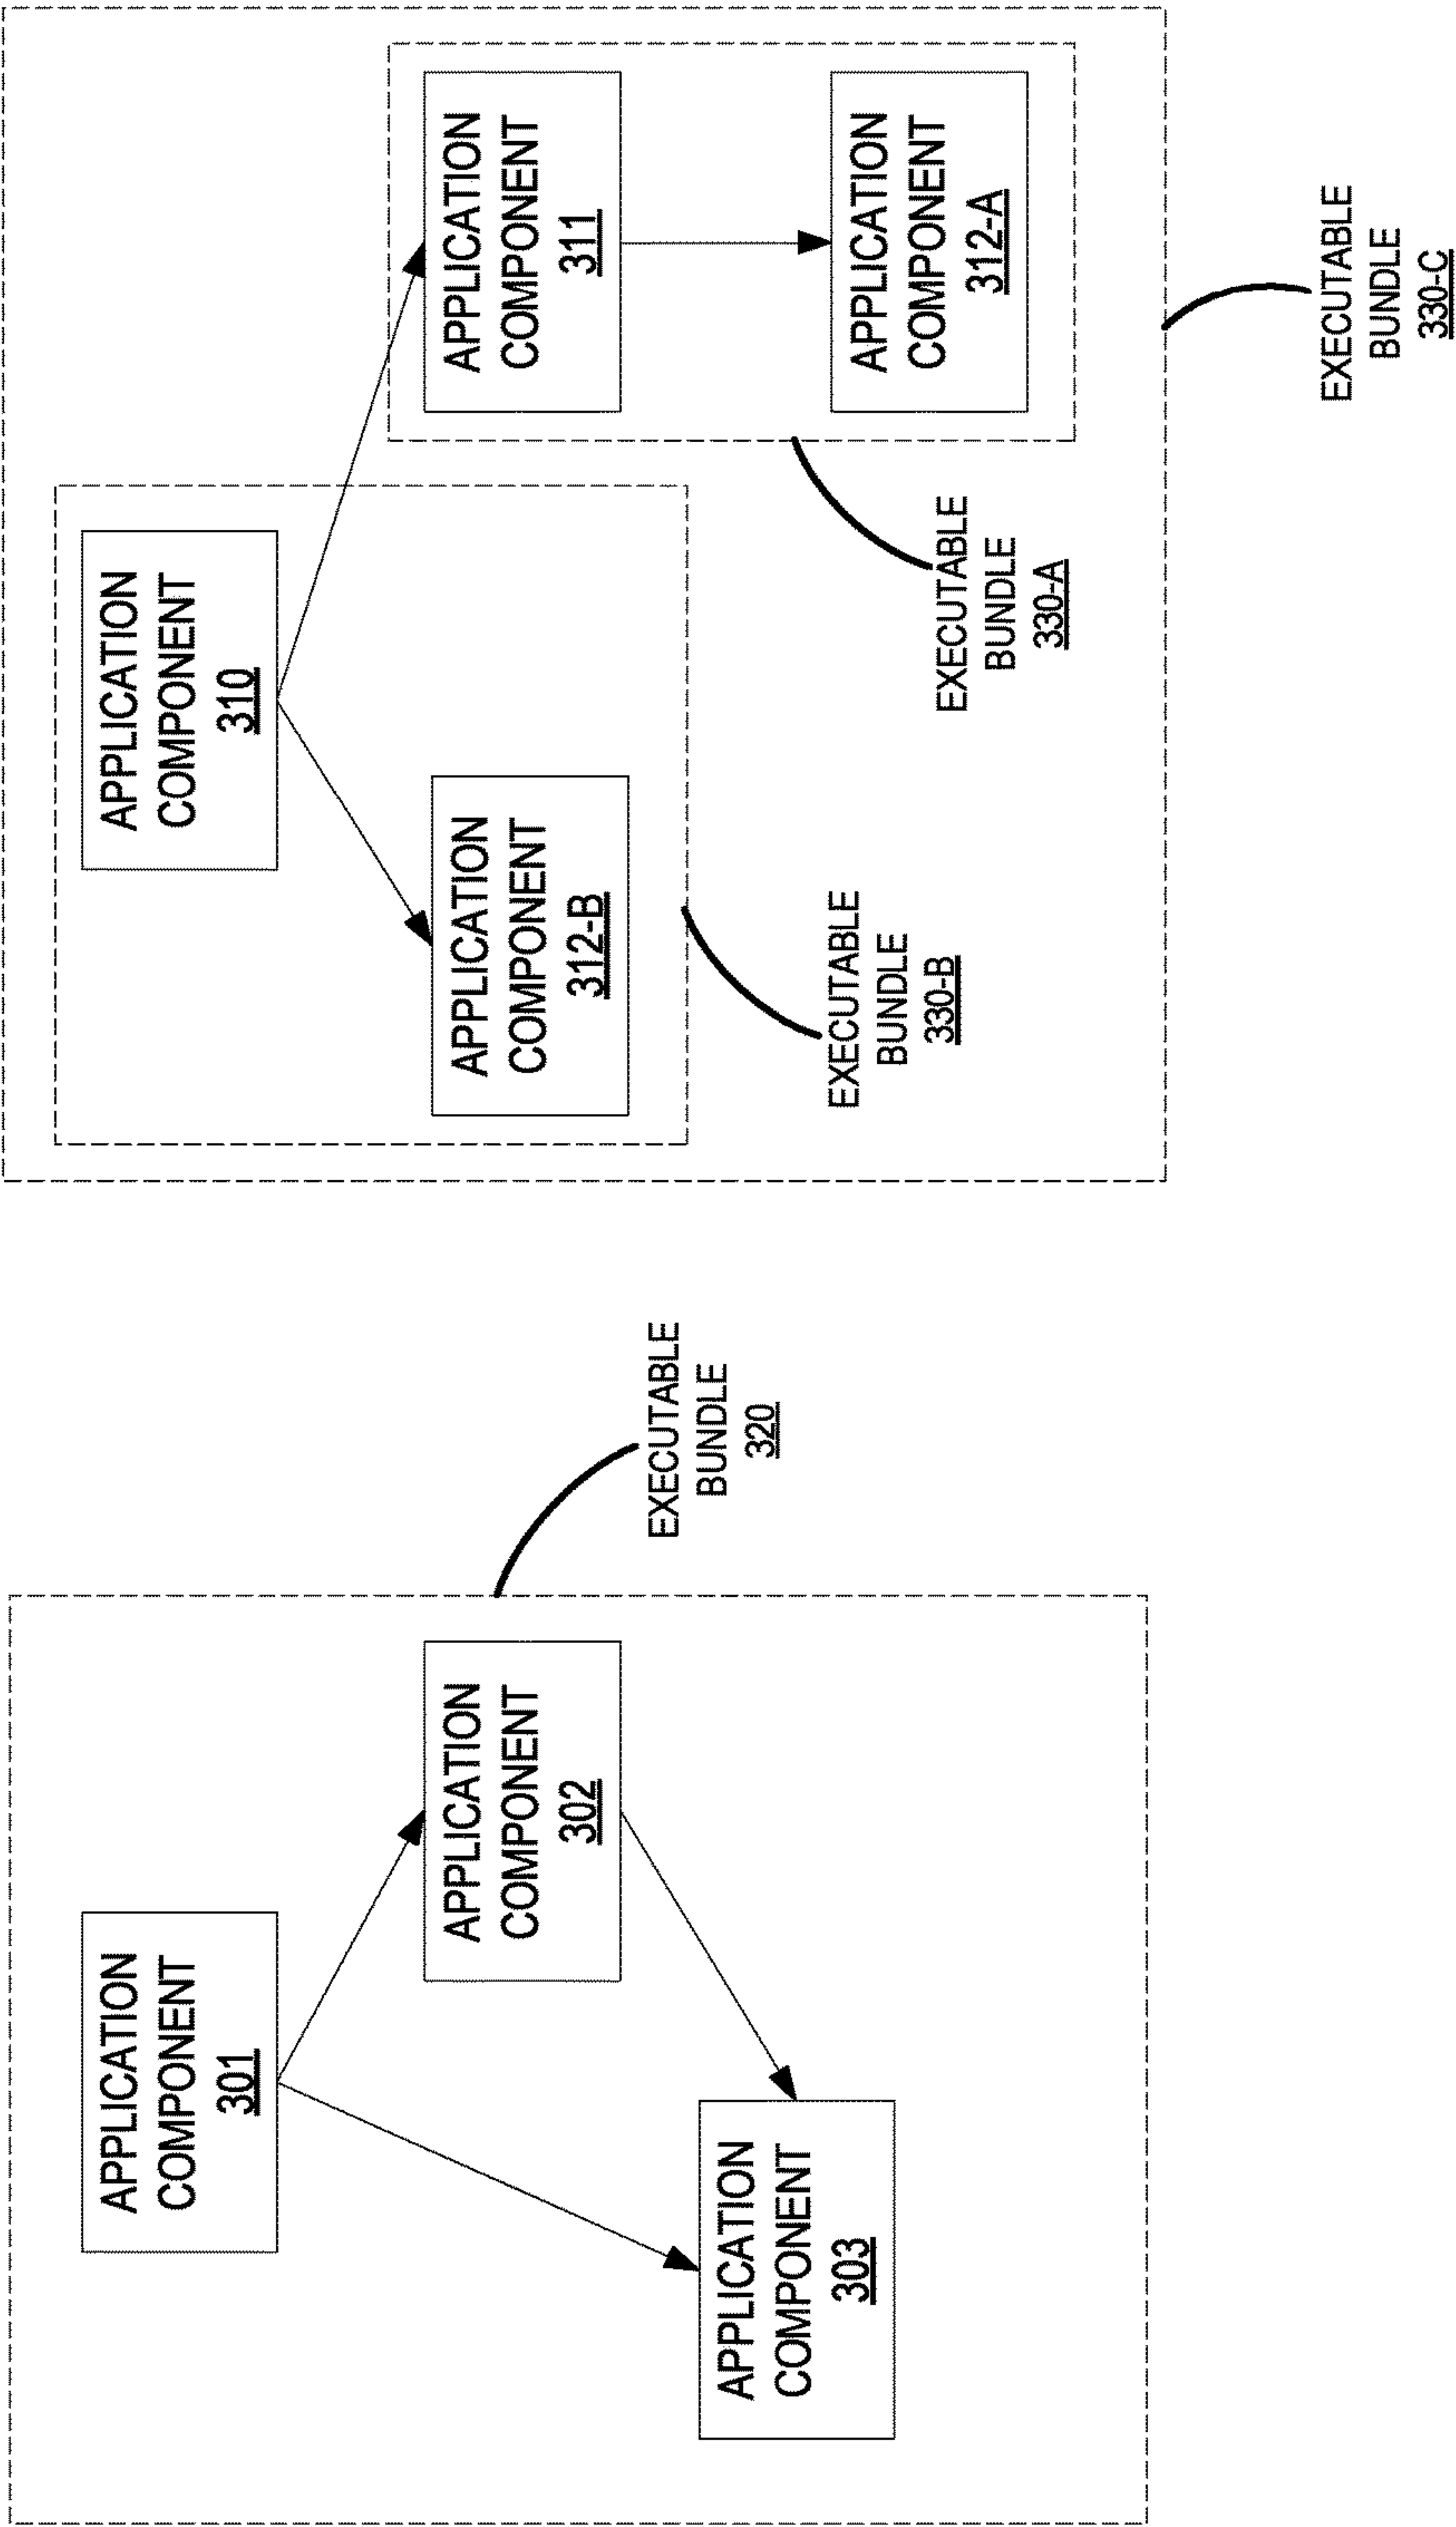 APPLICATION
COMPONENT
301
APPLICATION
COMPONENT
302
APPLICATION
COMPONENT
303
EXECUTABLE
BUNDLE
320
APPLICATION
COMPONENT
310
APPLICATION
COMPONENT
312-B
APPLICATION
COMPONENT
311
APPLICATION
COMPONENT
312-A
EXECUTABLE
BUNDLE
330-B
EXECUTABLE
BUNDLE
330-A
EXECUTABLE
BUNDLE
330-C